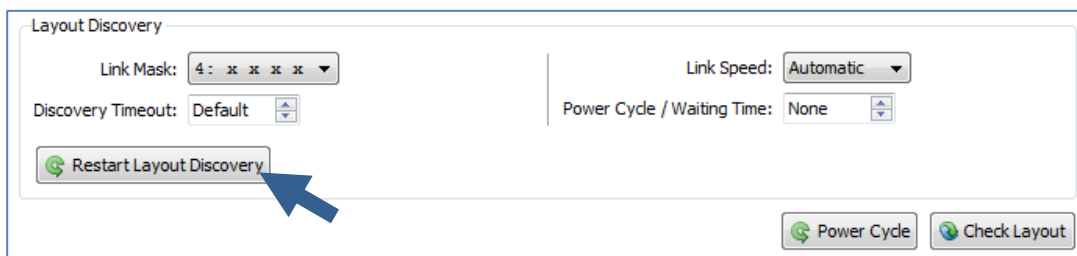 Layout Discovery
Link Mask: 4: x x x x
Link Speed: Automatic
Discovery Timeout: Default
Power Cycle / Waiting Time: None
Restart Layout Discovery
Power Cycle
Check Layout